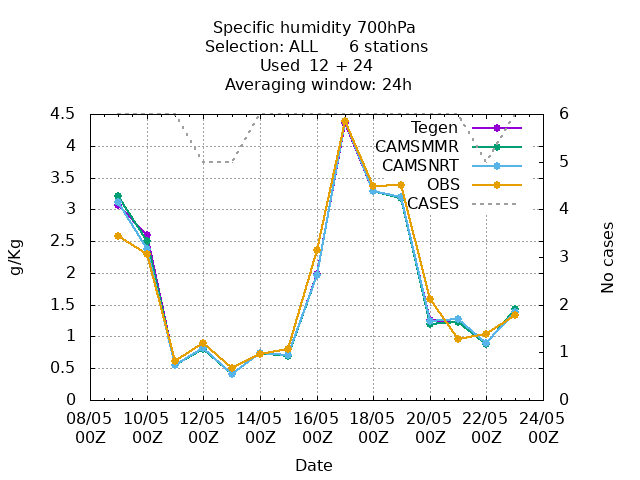 Specific humidity 700hPa
Selection: ALL 6 stations
Used 12 + 24
Averaging window: 24h
4.5
4
3.5
3
2.5
2
1.5
1
0.5
0
g/Kg
Tegen
CAMSMMR
CAMSNRT
OBS
CASES
6
5
4
3
2
1
0
No cases
08/05 10/05 12/05 14/05 16/05 18/05 20/05 22/05 24/05
00Z 00Z 00Z 00Z 00Z 00Z 00Z 00Z 00Z
Date